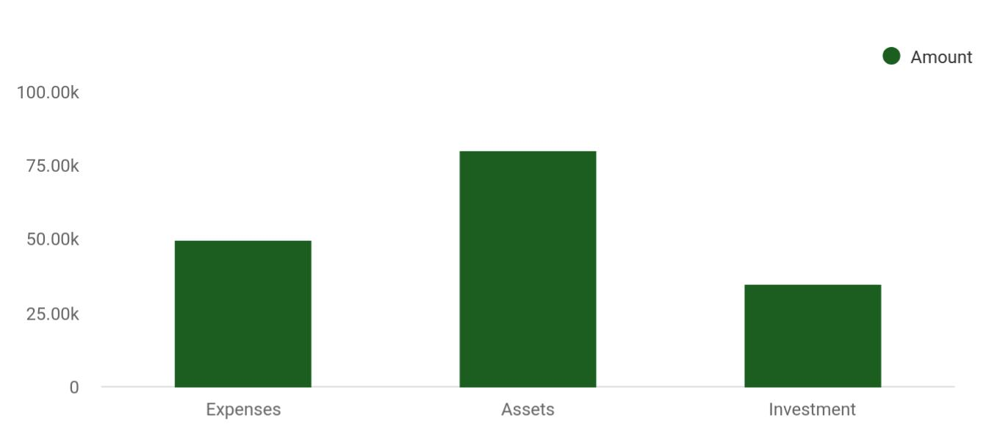 Amount
100.00k
75.00k
50.00k
25.00k
0
Expenses Assets Investment